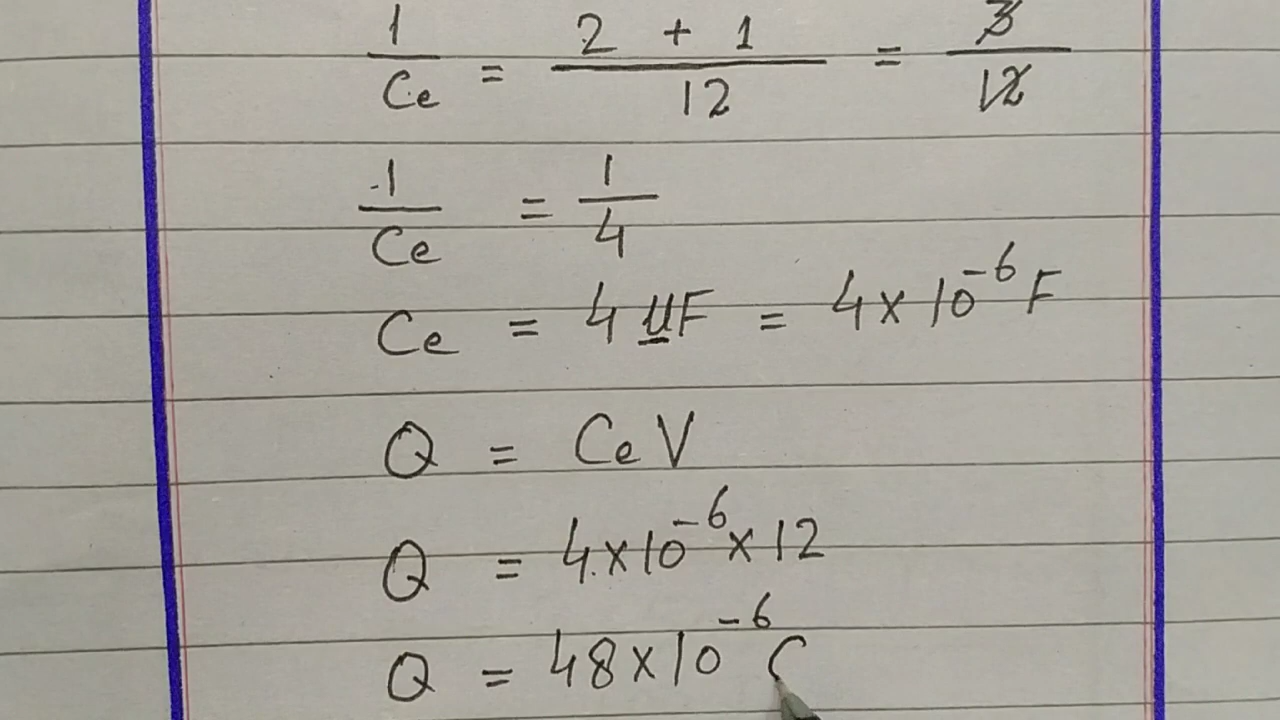 1/Ce = 2 + 1/12 = 3/12
1/Ce = 1/4
Ce = 4 µF = 4 × 10⁻⁶ F
Q = Ce V
Q = 4 × 10⁻⁶ × 12
Q = 48 × 10⁻⁶ C